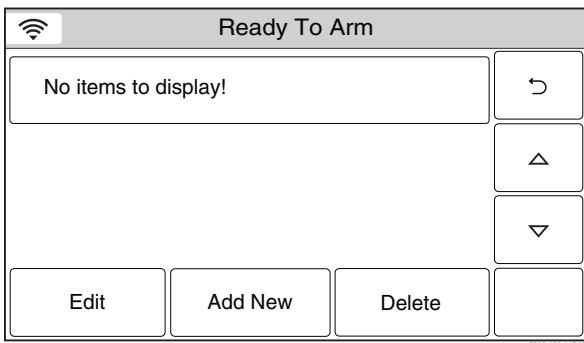 Ready To Arm
No items to display!
Edit
Add New
Delete